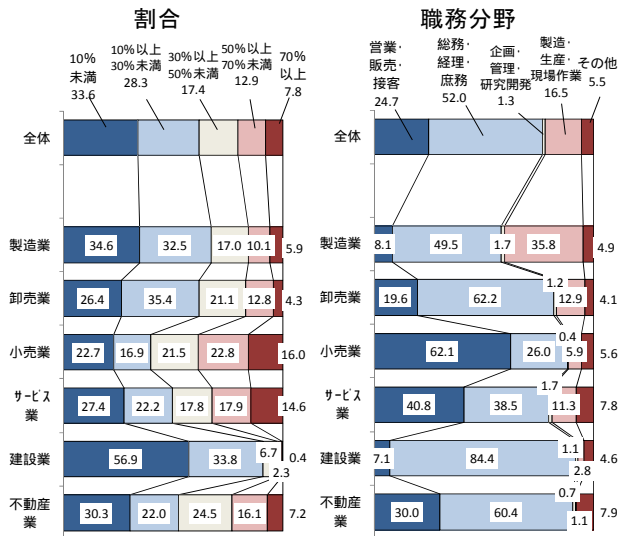 割合
10%
未満
33.6
10%以上
30%未満
28.3
30%以上
50%未満
17.4
50%以上
70%未満
12.9
70%
以上
7.8
全体
製造業
34.6
32.5
17.0
10.1
5.9
卸売業
26.4
35.4
21.1
12.8
4.3
小売業
22.7
16.9
21.5
22.8
16.0
サービス
業
27.4
22.2
17.8
17.9
14.6
建設業
56.9
33.8
6.7
2.3
0.4
不動産
業
30.3
22.0
24.5
16.1
7.2
職務分野
営業・
販売・
接客
24.7
総務・
経理・
庶務
52.0
企画・
管理・
研究開発
1.3
製造・
生産・
現場作業
16.5
その他
5.5
全体
製造業
8.1
49.5
1.7
35.8
4.9
卸売業
19.6
62.2
1.2
12.9
4.1
小売業
62.1
26.0
0.4
5.9
5.6
サービス
業
40.8
38.5
1.7
11.3
7.8
建設業
7.1
84.4
1.1
2.8
4.6
不動産
業
30.0
60.4
0.7
1.1
7.9